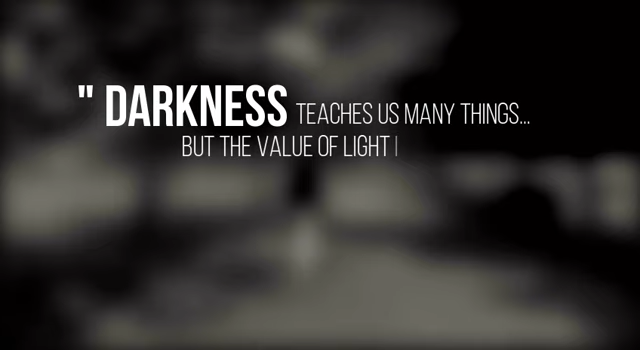 " DARKNESS TEACHES US MANY THINGS...
BUT THE VALUE OF LIGHT